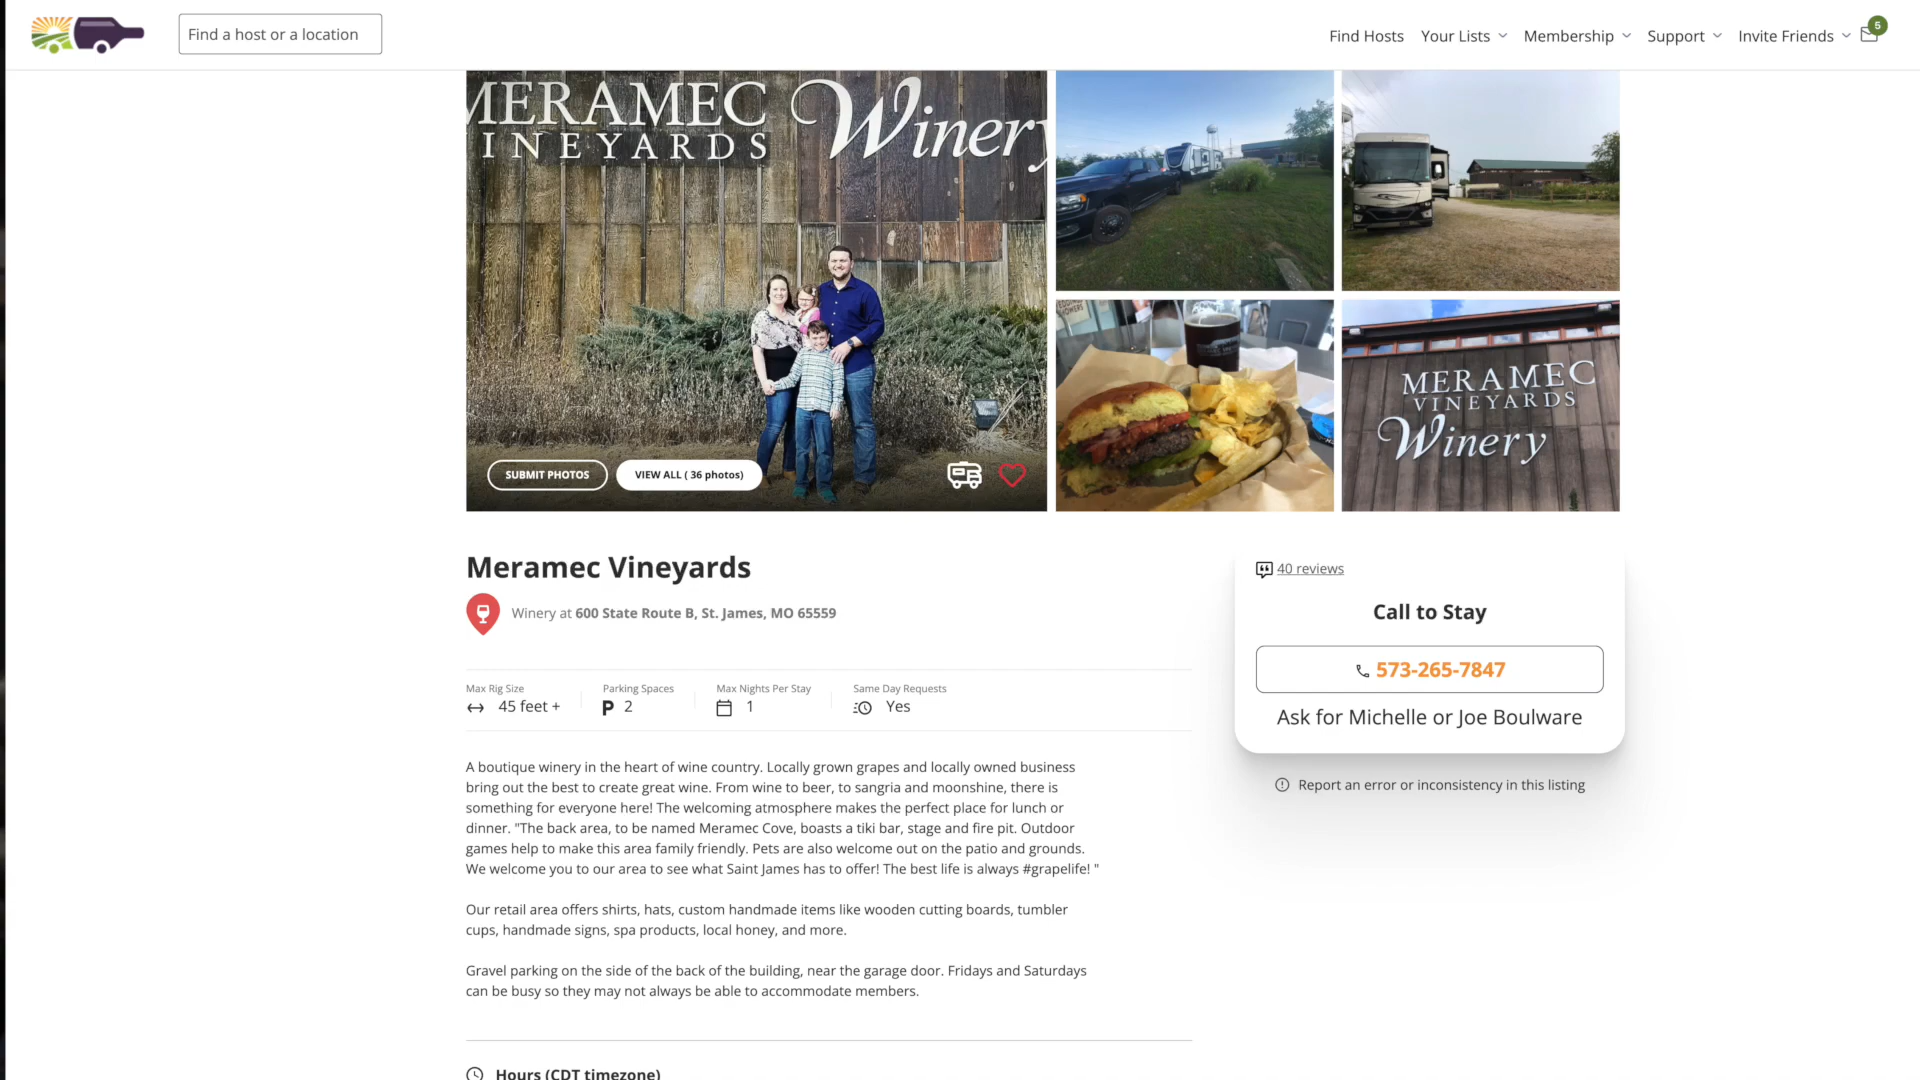 Find a host or a location
Find Hosts
Your Lists
Membership
Support
Invite Friends
5
MERAMEC
INEYARDS
Winery
MERAMEC
VINEYARDS
Winery
SUBMIT PHOTOS
VIEW ALL ( 36 photos)
Meramec Vineyards
Winery at 600 State Route B, St. James, MO 65559
Max Rig Size
45 feet +
Parking Spaces
P 2
Max Nights Per Stay
1
Same Day Requests
Yes
A boutique winery in the heart of wine country. Locally grown grapes and locally owned business
bring out the best to create great wine. From wine to beer, to sangria and moonshine, there is
something for everyone here! The welcoming atmosphere makes the perfect place for lunch or
dinner. "The back area, to be named Meramec Cove, boasts a tiki bar, stage and fire pit. Outdoor
games help to make this area family friendly. Pets are also welcome out on the patio and grounds.
We welcome you to our area to see what Saint James has to offer! The best life is always #grapelife! "
Our retail area offers shirts, hats, custom handmade items like wooden cutting boards, tumbler
cups, handmade signs, spa products, local honey, and more.
Gravel parking on the side of the back of the building, near the garage door. Fridays and Saturdays
can be busy so they may not always be able to accommodate members.
Hours (CDT timezone)
40 reviews
Call to Stay
573-265-7847
Ask for Michelle or Joe Boulware
Report an error or inconsistency in this listing